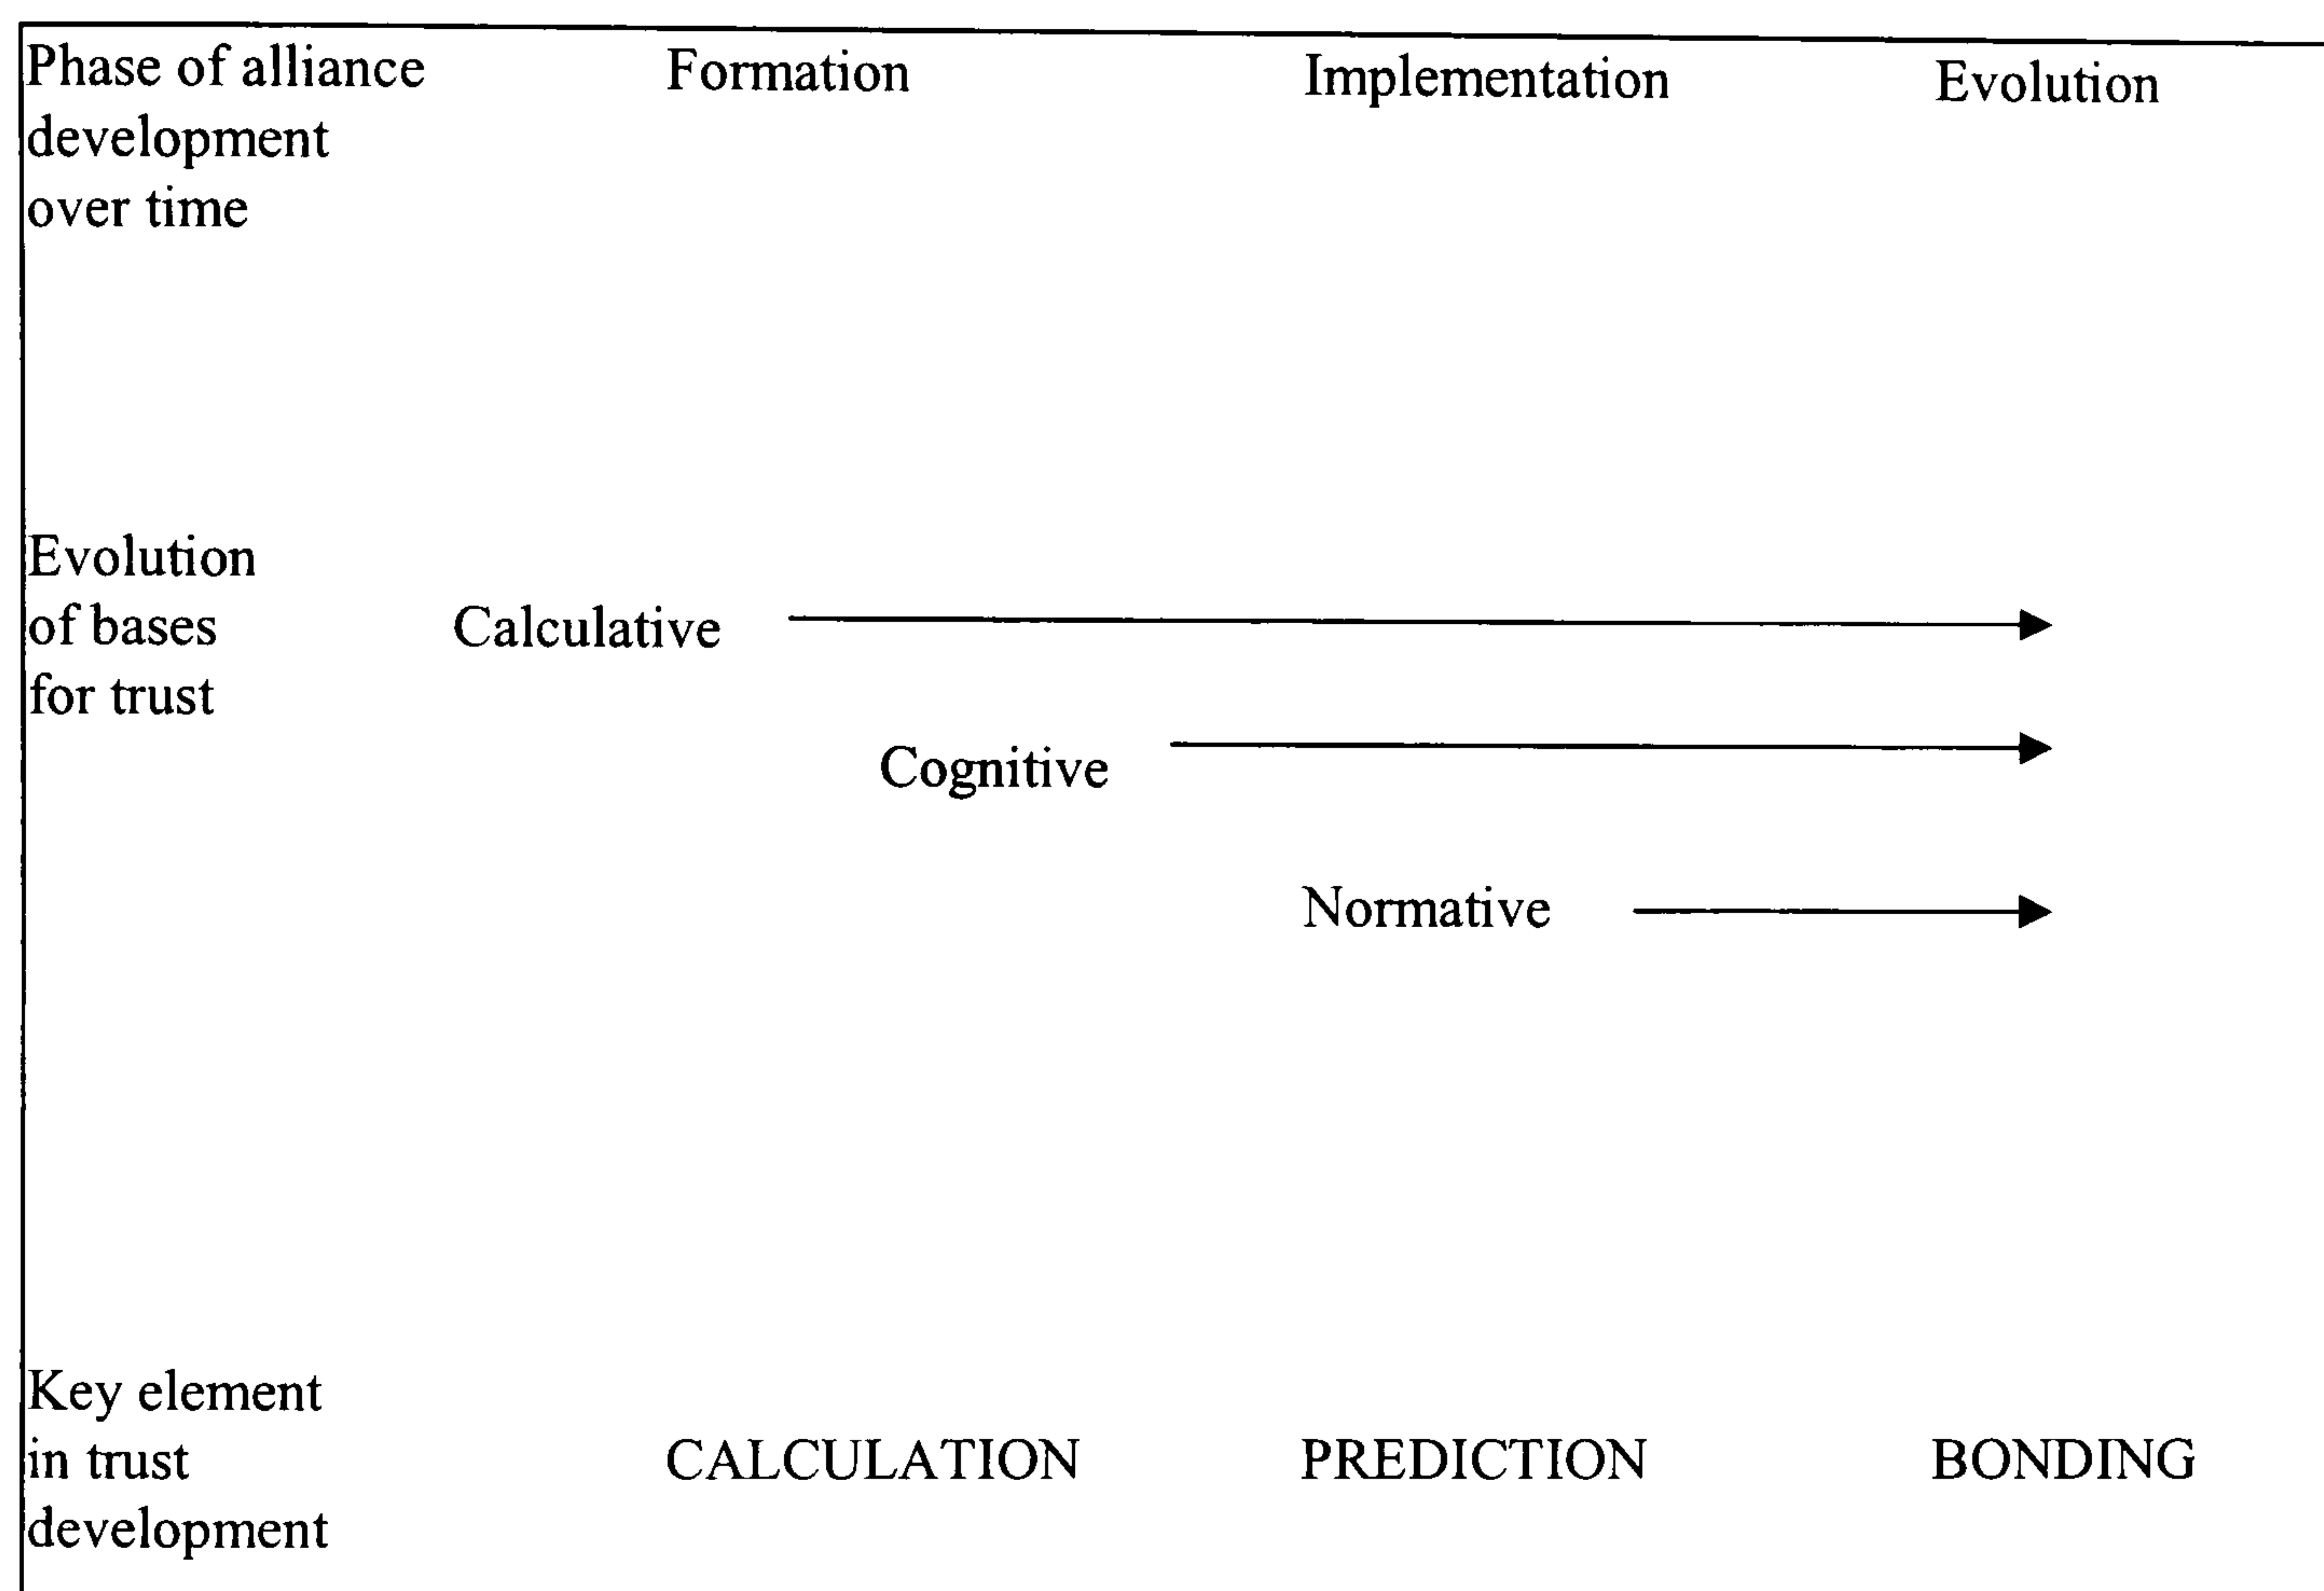 Phase of alliance Formation Implementation Evolution
development
over time
Evolution
of bases
for trust
Calculative
Cognitive
Normative
Key element
in trust
development
CALCULATION PREDICTION BONDING